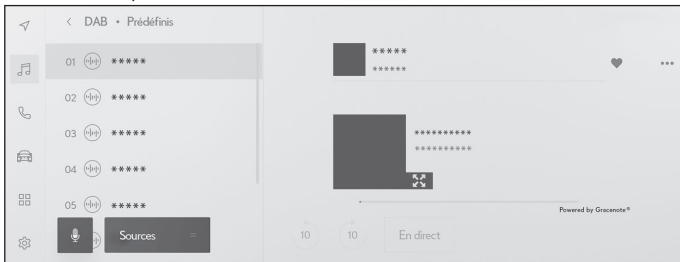 DAB • Prédéfinis
01 *****
02 *****
03 *****
04 *****
05 *****
Sources
*****
******
**********
**********
Powered by Gracenote®
10
10
En direct